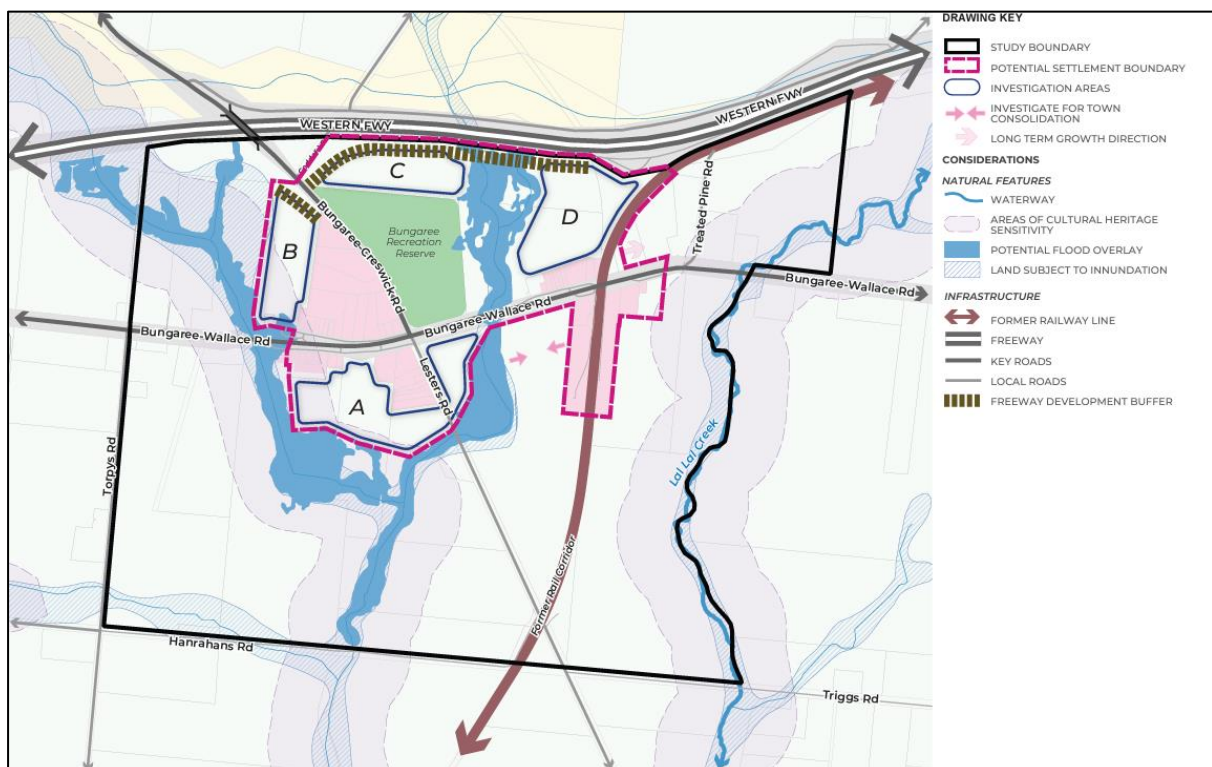 WESTERN FWY
WESTERN FWY
C
D
B
A
Bungaree
Recreation
Reserve
Bungaree-Creswick Rd
Treated Pine Rd
Bungaree-Wallace Rd
Bungaree-Wallace Rd
Bungaree-Wallace Rd
Lesters Rd
Torpys Rd
Lal Lal Creek
Former Rail Corridor
Hanrahans Rd
Triggs Rd
DRAWING KEY
STUDY BOUNDARY
POTENTIAL SETTLEMENT BOUNDARY
INVESTIGATION AREAS
INVESTIGATE FOR TOWN
CONSOLIDATION
LONG TERM GROWTH DIRECTION
CONSIDERATIONS
NATURAL FEATURES
WATERWAY
AREAS OF CULTURAL HERITAGE
SENSITIVITY
POTENTIAL FLOOD OVERLAY
LAND SUBJECT TO INNUNDATION
INFRASTRUCTURE
FORMER RAILWAY LINE
FREEWAY
KEY ROADS
LOCAL ROADS
FREEWAY DEVELOPMENT BUFFER